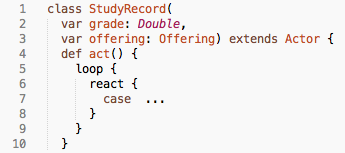 1 class StudyRecord(
2 var grade: Double,
3 var offering: Offering) extends Actor {
4 def act() {
5 loop {
6 react {
7 case ...
8 }
9 }
10 }